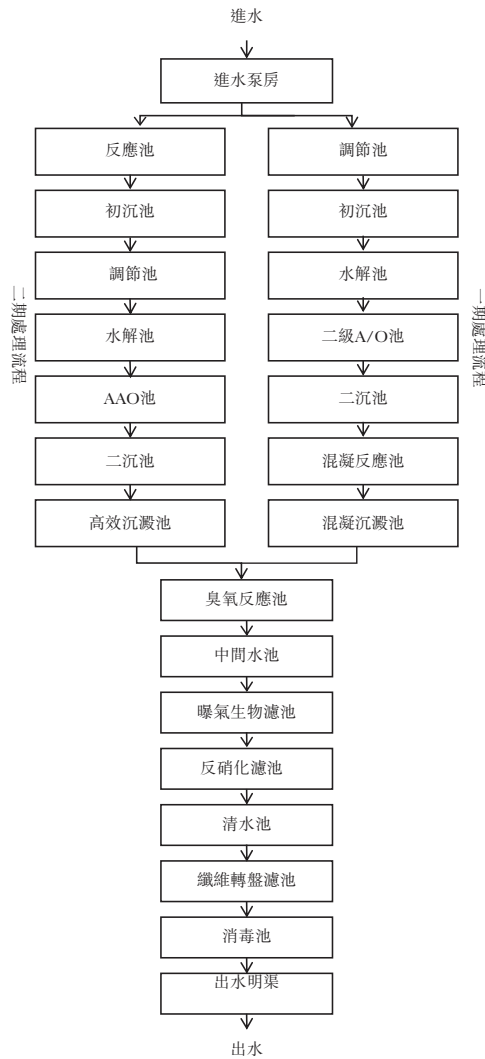 進水
進水泵房
反應池
調節池
初沉池
初沉池
調節池
水解池
水解池
二級A/O池
AAO池
二沉池
二沉池
混凝反應池
高效沉澱池
混凝沉澱池
二期處理流程
一期處理流程
臭氧反應池
中間水池
曝氣生物濾池
反硝化濾池
清水池
纖維轉盤濾池
消毒池
出水明渠
出水